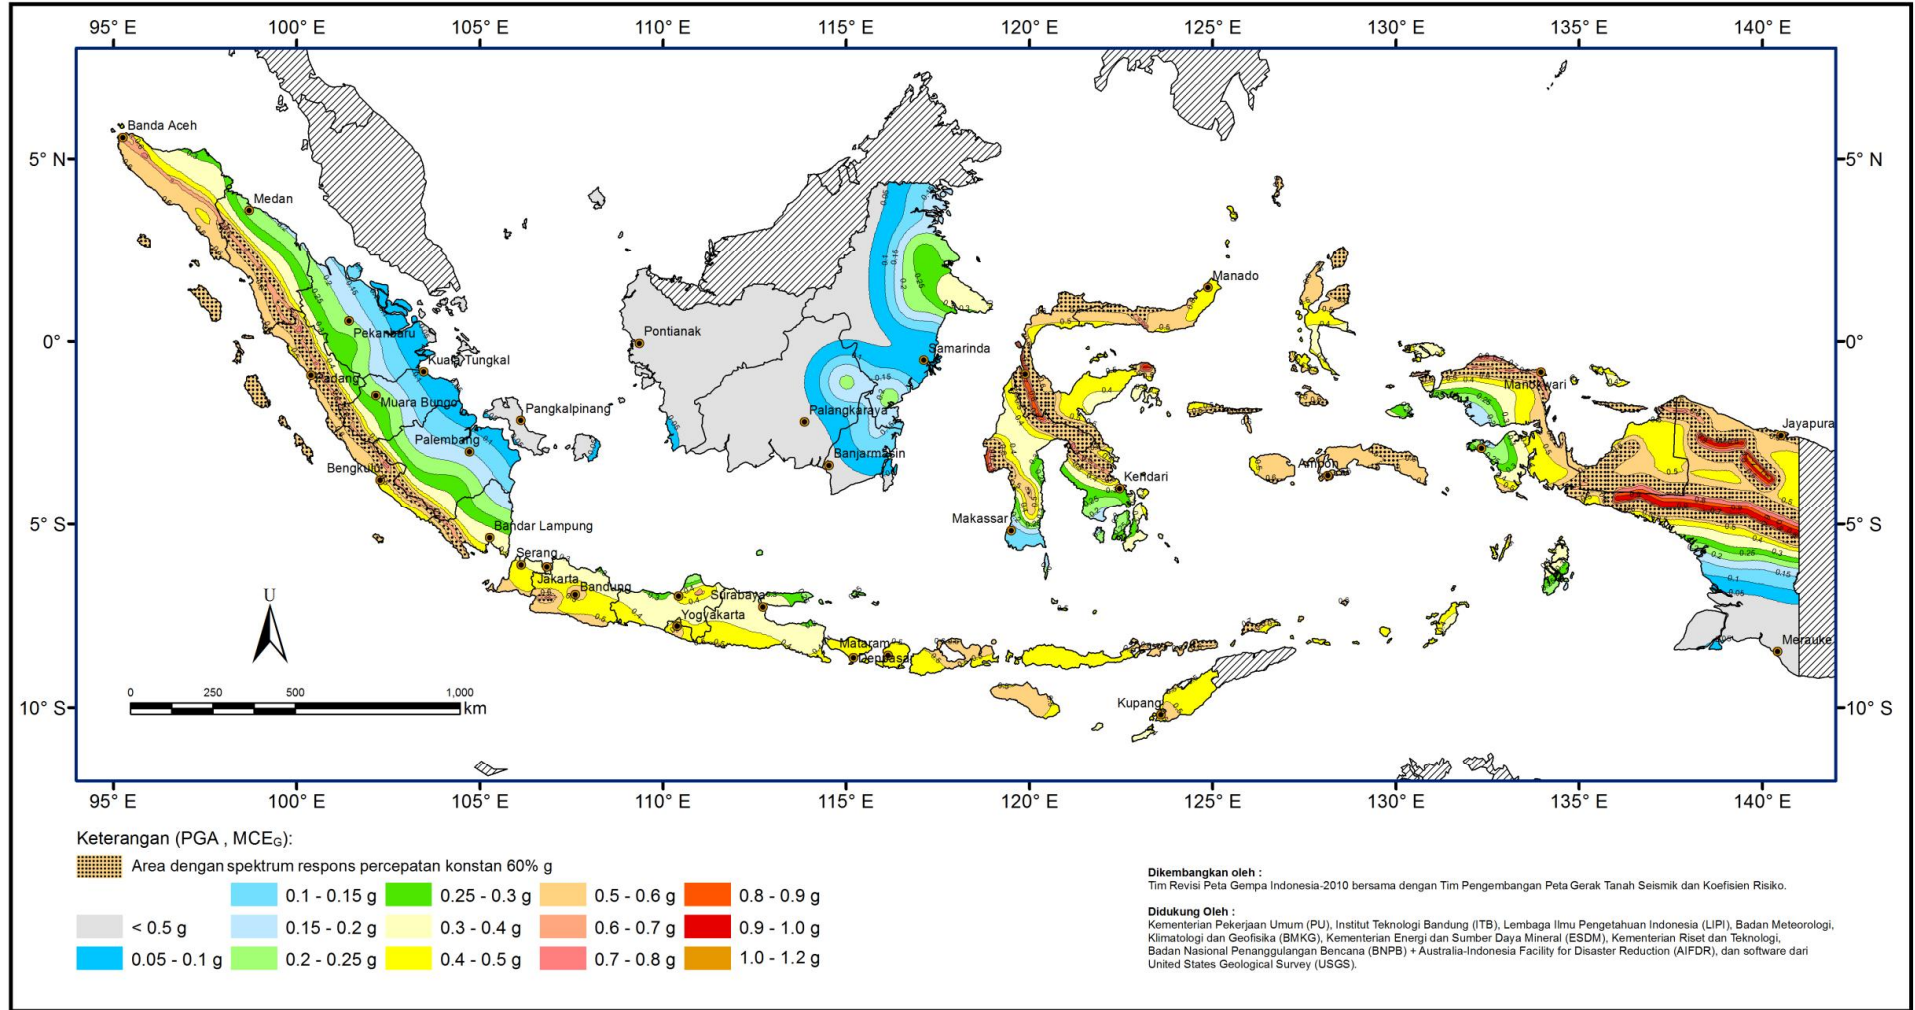 95° E 100° E 105° E 110° E 115° E 120° E 125° E 130° E 135° E 140° E
Banda Aceh
5° N 5° N
Medan
Manado
Pontianak
0° 0°
Pekanbaru
Samarinda
Kuala Tungkal
Padang
Manokwari
Muara Bungo
Pangkalpinang
Palangkaraya
Jayapura
Palembang
Banjarmasin
Ambon
Bengkulu
Kendari
Makassar
5° S 5° S
Bandar Lampung
Serang
Jakarta
Bandung
Surabaya
U
Yogyakarta
Mataram
Merauke
Denpasar
0 250 500 1,000
km
Kupang
10° S 10° S
95° E 100° E 105° E 110° E 115° E 120° E 125° E 130° E 135° E 140° E
Keterangan (PGA , MCEG):
Area dengan spektrum respons percepatan konstan 60% g
0.1 - 0.15 g 0.25 - 0.3 g 0.5 - 0.6 g 0.8 - 0.9 g
< 0.5 g 0.15 - 0.2 g 0.3 - 0.4 g 0.6 - 0.7 g 0.9 - 1.0 g
0.05 - 0.1 g 0.2 - 0.25 g 0.4 - 0.5 g 0.7 - 0.8 g 1.0 - 1.2 g
Dikembangkan oleh :
Tim Revisi Peta Gempa Indonesia-2010 bersama dengan Tim Pengembangan Peta Gerak Tanah Seismik dan Koefisien Risiko.
Didukung Oleh :
Kementerian Pekerjaan Umum (PU), Institut Teknologi Bandung (ITB), Lembaga Ilmu Pengetahuan Indonesia (LIPI), Badan Meteorologi,
Klimatologi dan Geofisika (BMKG), Kementerian Energi dan Sumber Daya Mineral (ESDM), Kementerian Riset dan Teknologi,
Badan Nasional Penanggulangan Bencana (BNPB) + Australia-Indonesia Facility for Disaster Reduction (AIFDR), dan software dari
United States Geological Survey (USGS).